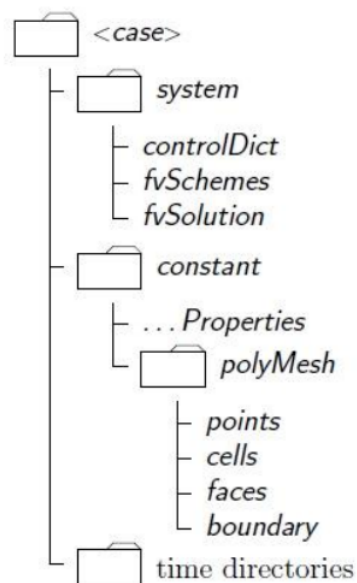 <case>
system
controlDict
fvSchemes
fvSolution
constant
...Properties
polyMesh
points
cells
faces
boundary
time directories